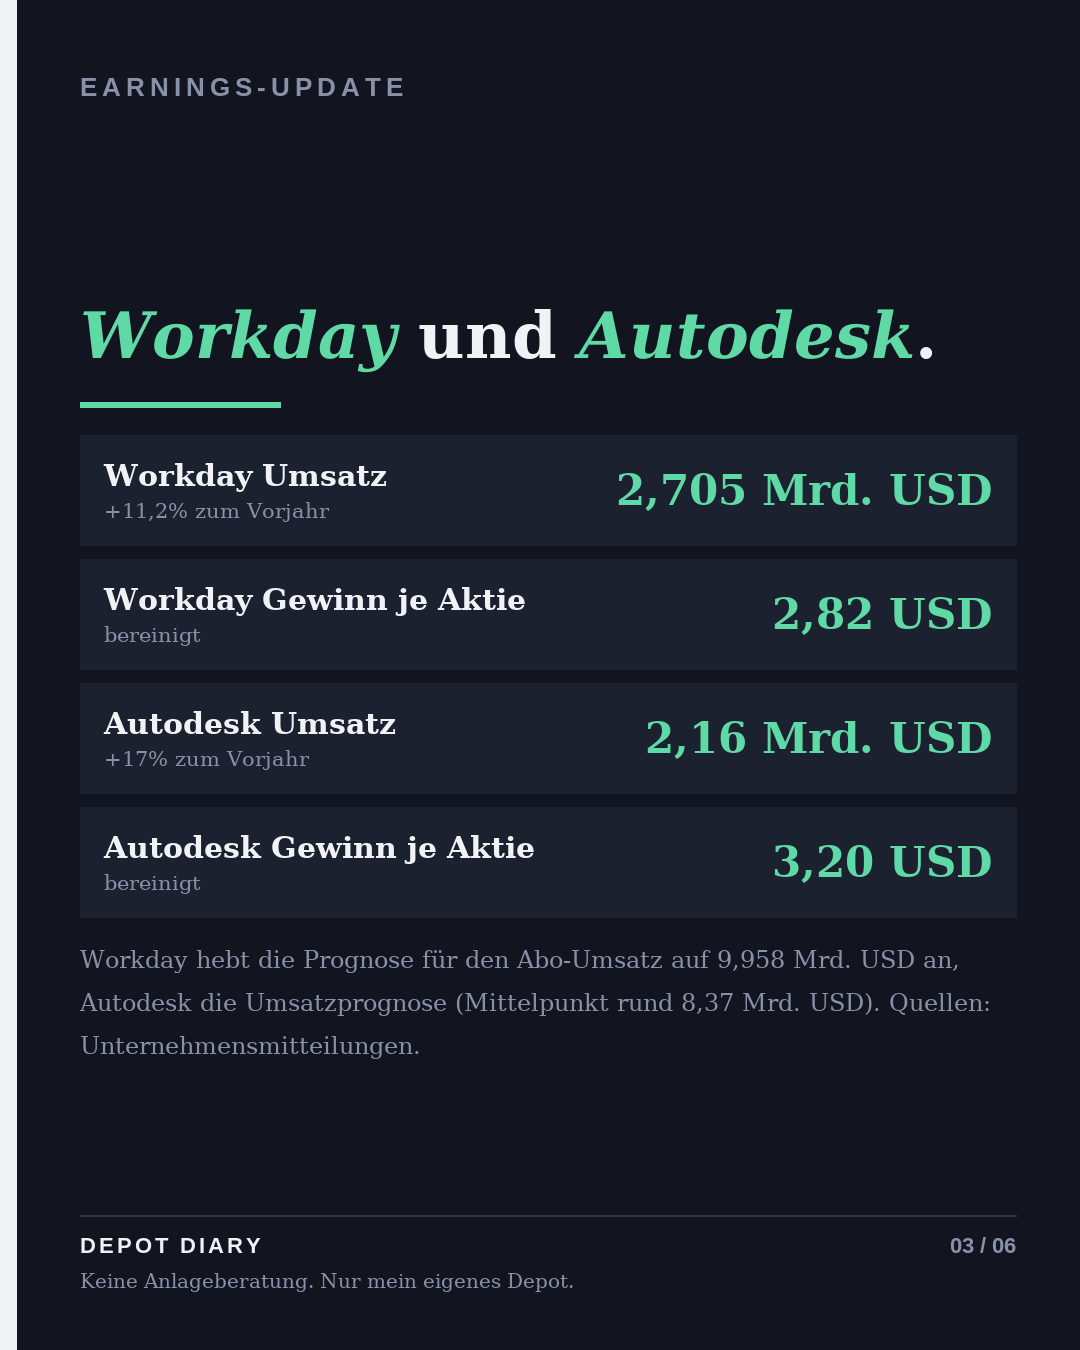 EARNINGS-UPDATE
Workday und Autodesk.
Workday Umsatz
+11,2% zum Vorjahr
2,705 Mrd. USD
Workday Gewinn je Aktie
bereinigt
2,82 USD
Autodesk Umsatz
+17% zum Vorjahr
2,16 Mrd. USD
Autodesk Gewinn je Aktie
bereinigt
3,20 USD
Workday hebt die Prognose für den Abo-Umsatz auf 9,958 Mrd. USD an,
Autodesk die Umsatzprognose (Mittelpunkt rund 8,37 Mrd. USD). Quellen:
Unternehmensmitteilungen.
DEPOT DIARY
03 / 06
Keine Anlageberatung. Nur mein eigenes Depot.